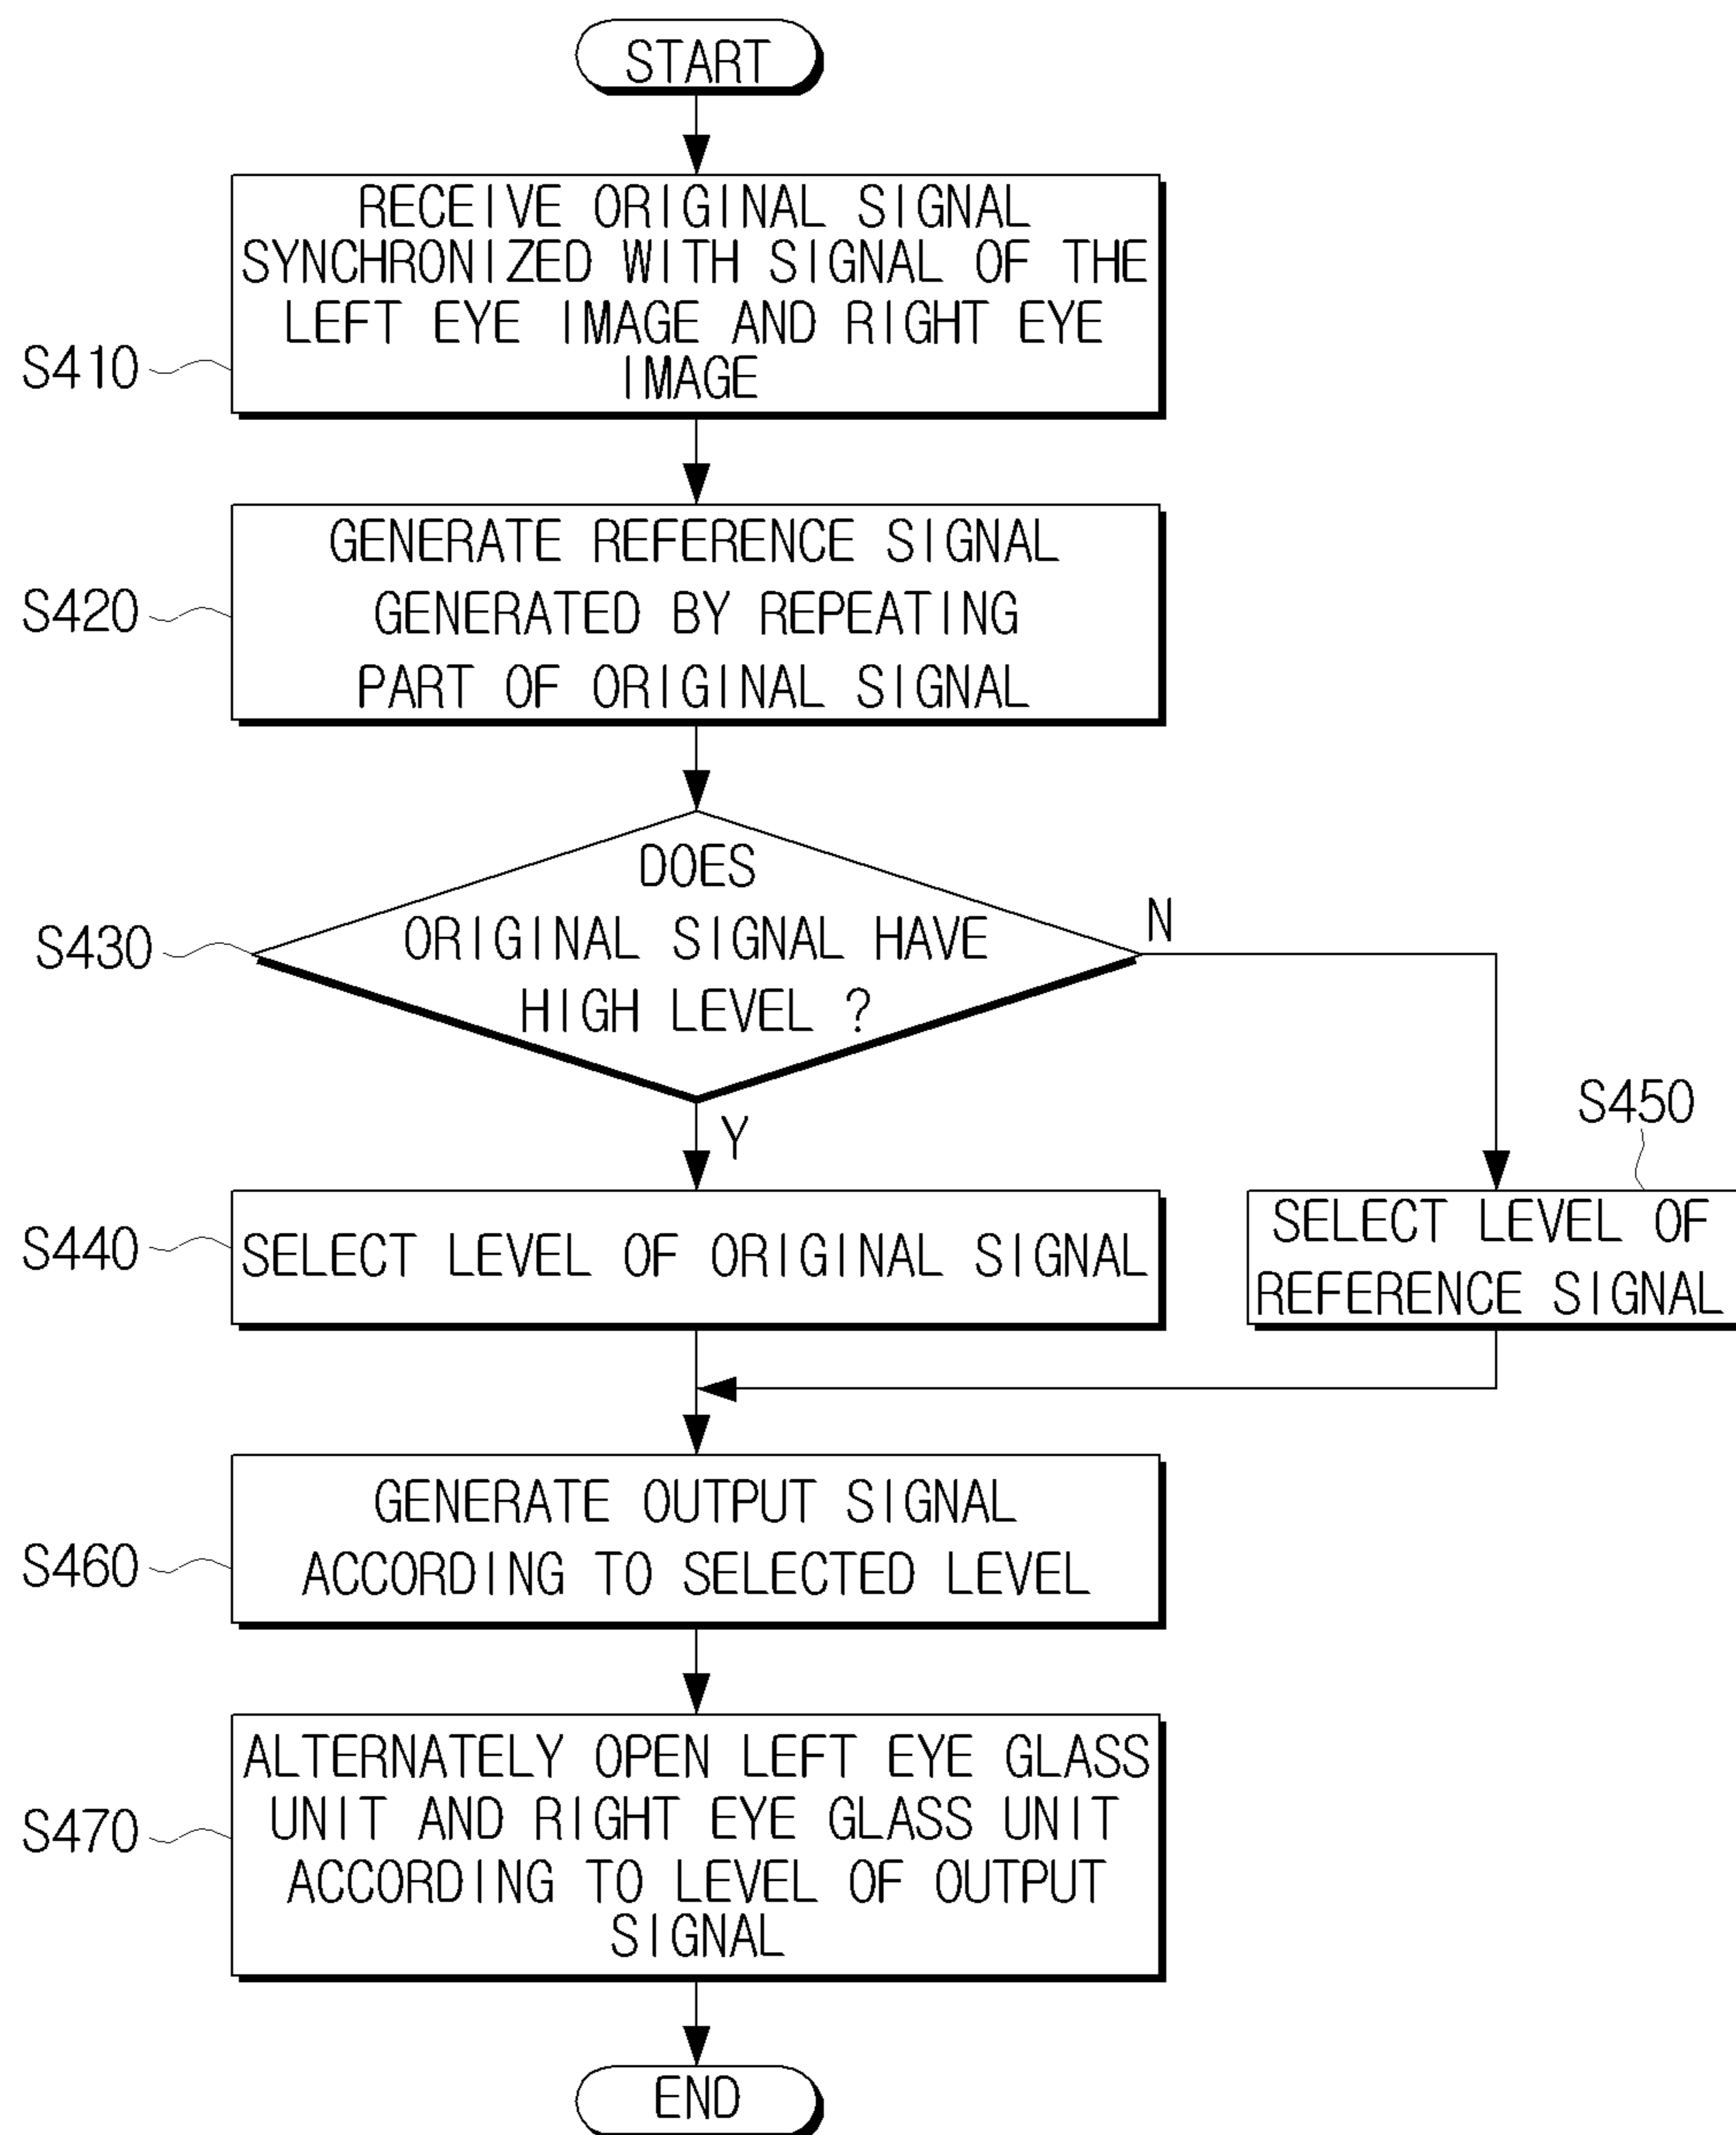 START
RECEIVE ORIGINAL SIGNAL
SYNCHRONIZED WITH SIGNAL OF THE
LEFT EYE IMAGE AND RIGHT EYE
IMAGE
S410
GENERATE REFERENCE SIGNAL
GENERATED BY REPEATING
PART OF ORIGINAL SIGNAL
S420
DOES
ORIGINAL SIGNAL HAVE
HIGH LEVEL ?
S430
N
Y
S440
SELECT LEVEL OF ORIGINAL SIGNAL
S450
SELECT LEVEL OF
REFERENCE SIGNAL
GENERATE OUTPUT SIGNAL
ACCORDING TO SELECTED LEVEL
S460
ALTERNATELY OPEN LEFT EYE GLASS
UNIT AND RIGHT EYE GLASS UNIT
ACCORDING TO LEVEL OF OUTPUT
SIGNAL
S470
END